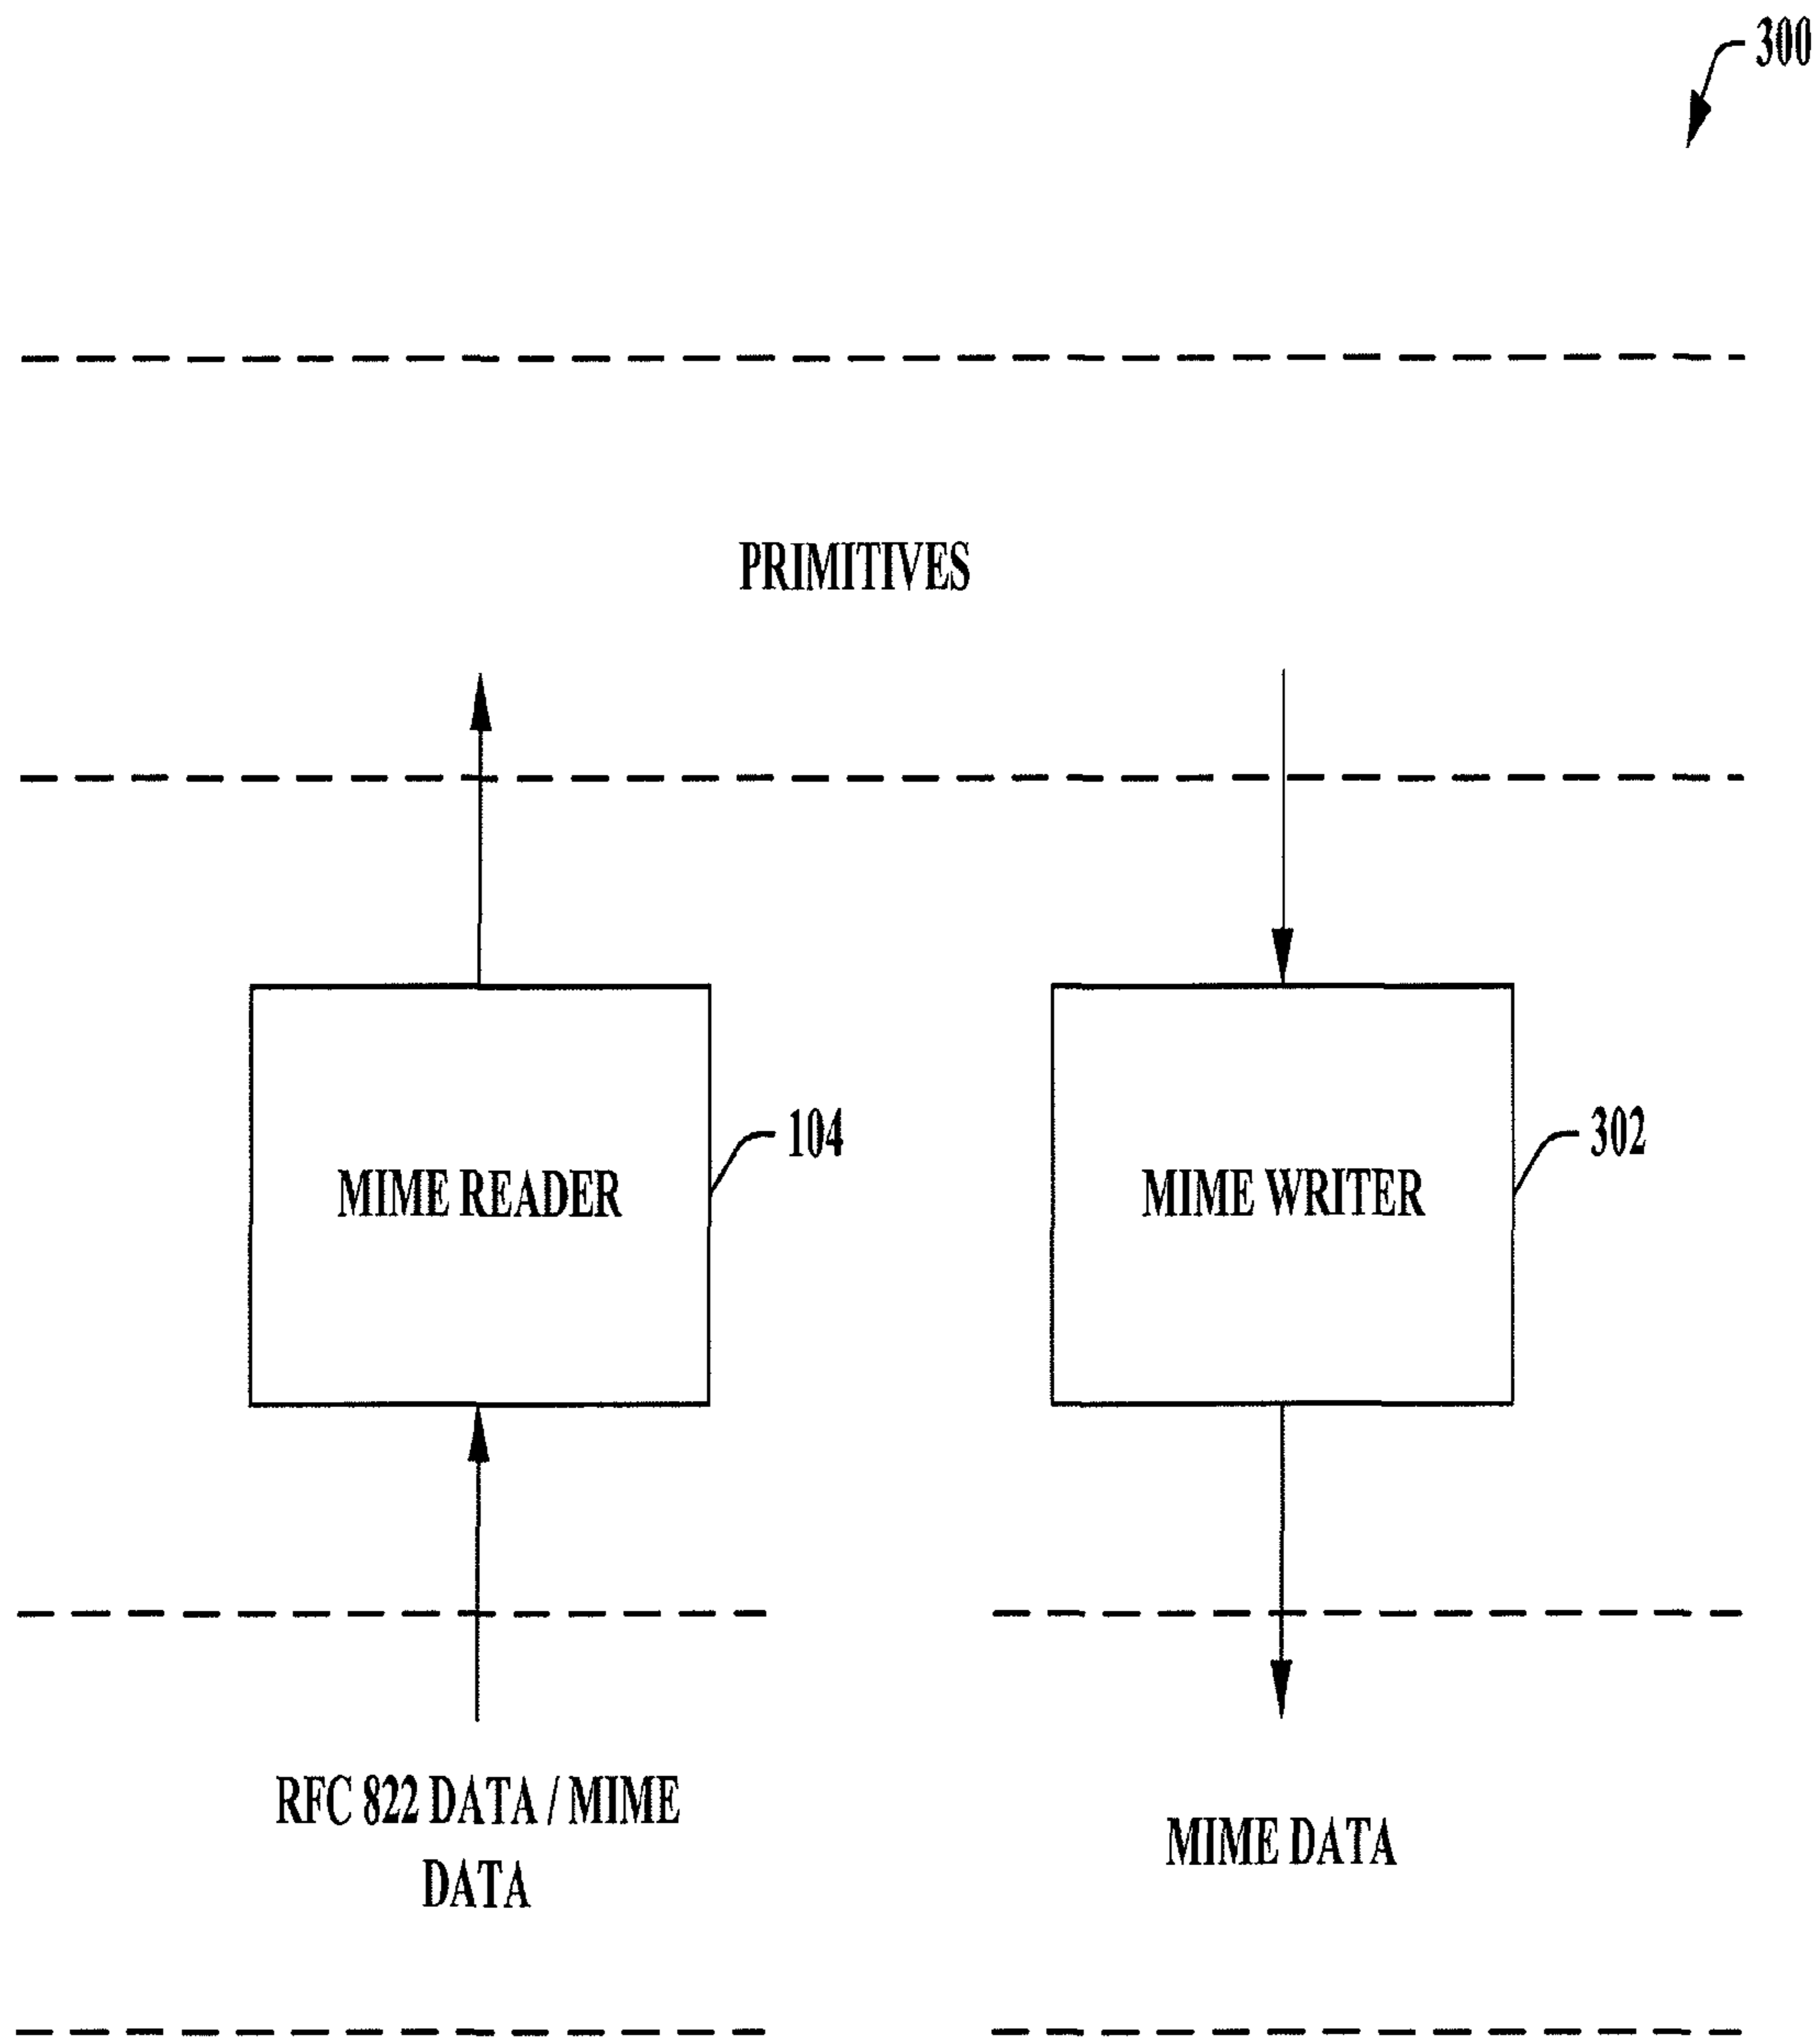 300
PRIMITIVES
104
302
MIME READER
MIME WRITER
RFC 822 DATA / MIME
DATA
MIME DATA